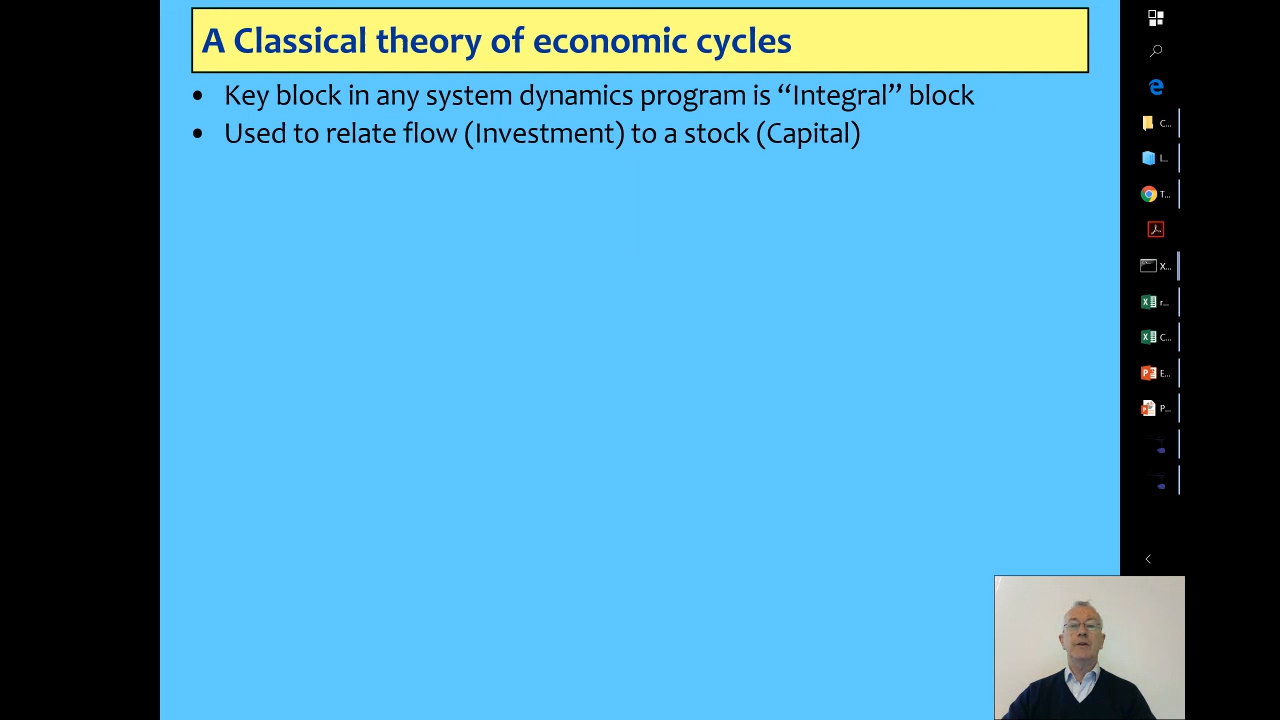 A Classical theory of economic cycles
• Key block in any system dynamics program is “Integral” block
• Used to relate flow (Investment) to a stock (Capital)
C...
I...
T...
X...
r...
C...
E...
P...